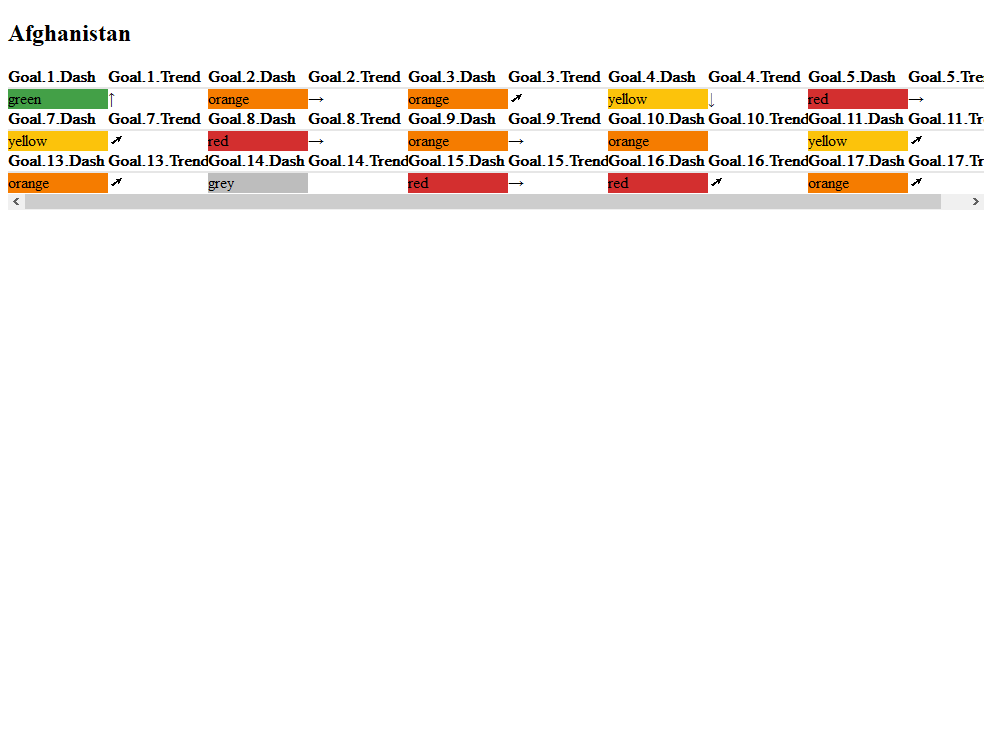 Afghanistan
Goal.1.Dash Goal.1.Trend Goal.2.Dash Goal.2.Trend Goal.3.Dash Goal.3.Trend Goal.4.Dash Goal.4.Trend Goal.5.Dash Goal.5.Tre
green ↑ orange → orange ➚ yellow ↓ red →
Goal.7.Dash Goal.7.Trend Goal.8.Dash Goal.8.Trend Goal.9.Dash Goal.9.Trend Goal.10.Dash Goal.10.Trend Goal.11.Dash Goal.11.Tr
yellow ➚ red → orange → orange yellow ➚
Goal.13.Dash Goal.13.Trend Goal.14.Dash Goal.14.Trend Goal.15.Dash Goal.15.Trend Goal.16.Dash Goal.16.Trend Goal.17.Dash Goal.17.T
orange ➚ grey red → red ➚ orange ➚